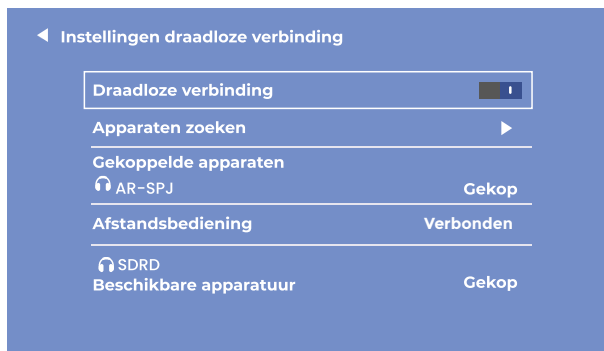 Instellingen draadloze verbinding
Draadloze verbinding
Apparaten zoeken
Gekoppelde apparaten
AR-SPJ Gekop
Afstandsbediening Verbonden
SDRD
Beschikbare apparatuur Gekop